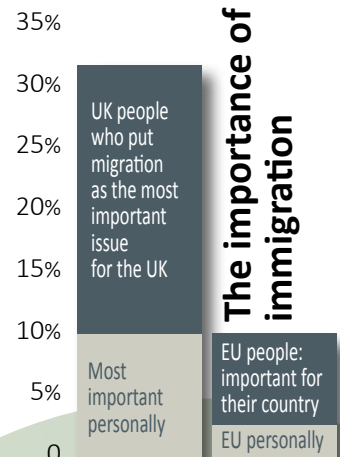 The importance of
immigration
35%
30%
25%
20%
15%
10%
5%
0
UK people
who put
migration
as the most
important
issue
for the UK
Most
important
personally
EU people:
important for
their country
EU personally